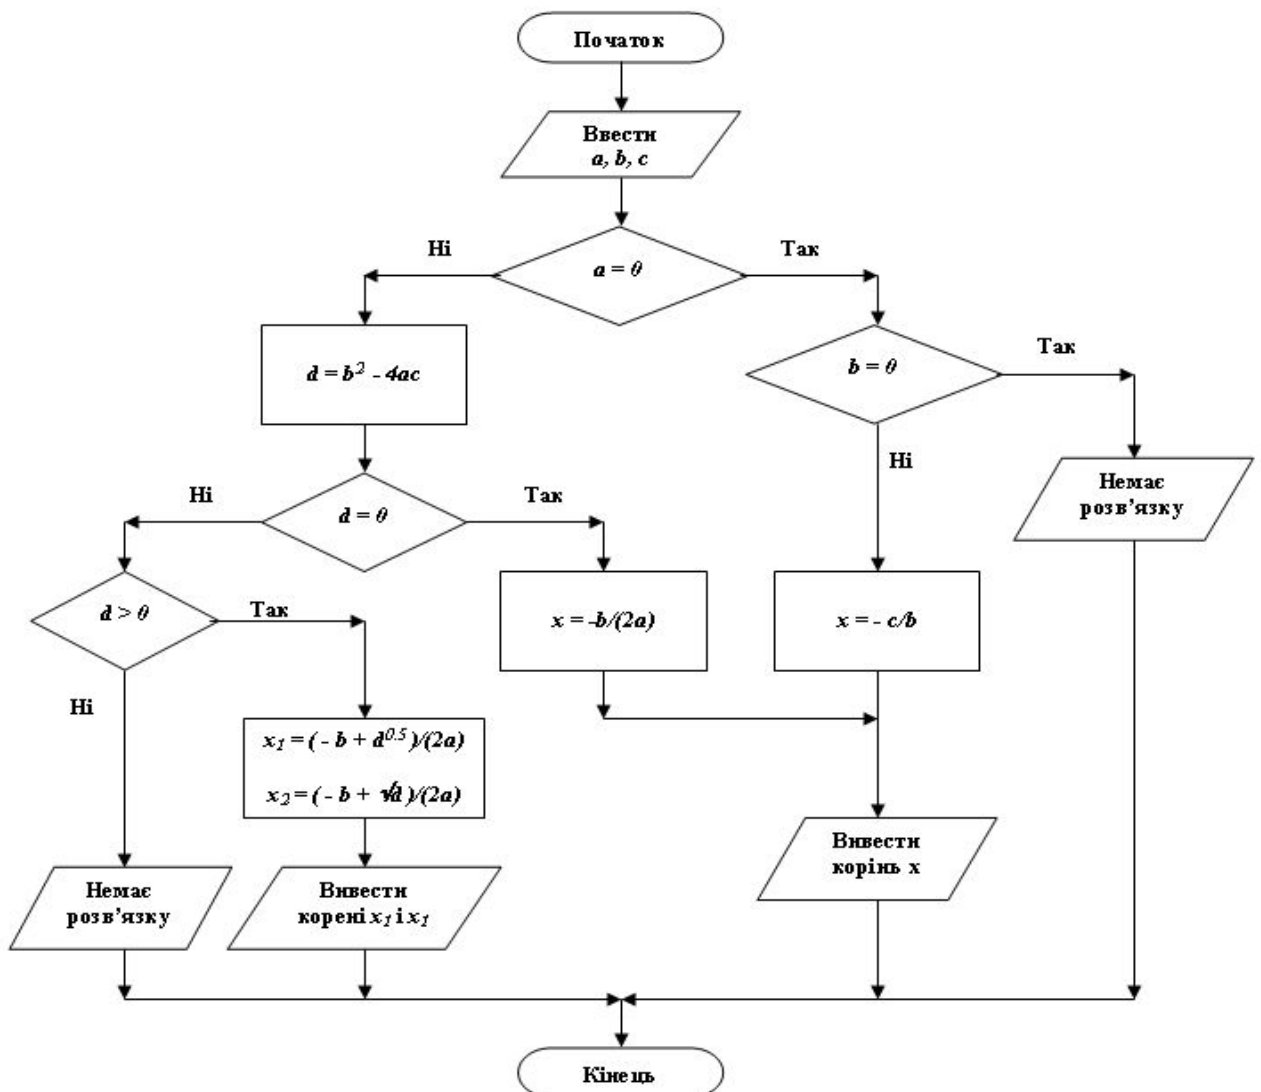 Початок
Ввести
a, b, c
Ні
Так
a = 0
Так
d = b² - 4ac
b = 0
Ні
Ні
Так
Немає
розв'язку
d = 0
d > 0
Так
x = -b/(2a)
x = - c/b
Ні
x₁ = ( - b + d⁰·⁵ )/(2a)
x₂ = ( - b + √d )/(2a)
Вивести
корінь x
Немає
розв'язку
Вивести
корені x₁ і x₁
Кінець